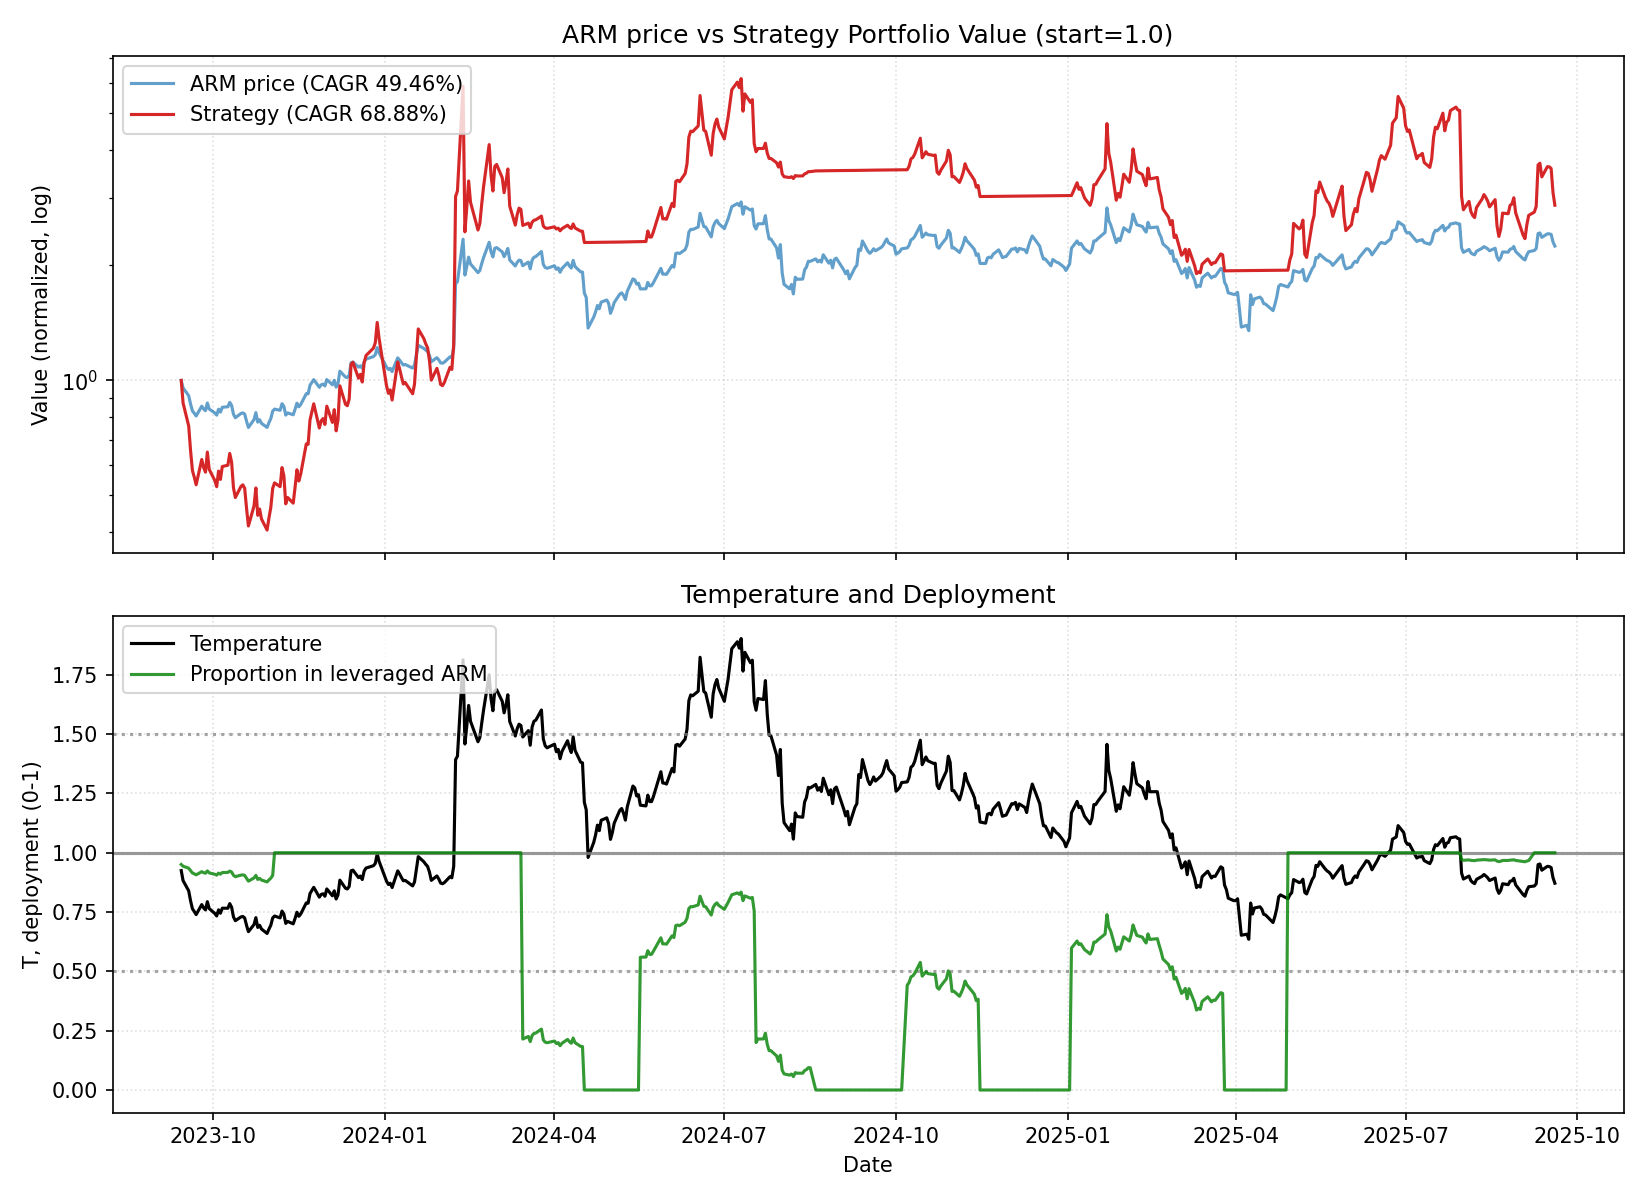 ARM price vs Strategy Portfolio Value (start=1.0)
ARM price (CAGR 49.46%)
Strategy (CAGR 68.88%)
Value (normalized, log)
10⁰
Temperature and Deployment
Temperature
Proportion in leveraged ARM
T, deployment (0-1)
1.75
1.50
1.25
1.00
0.75
0.50
0.25
0.00
2023-10 2024-01 2024-04 2024-07 2024-10 2025-01 2025-04 2025-07 2025-10
Date